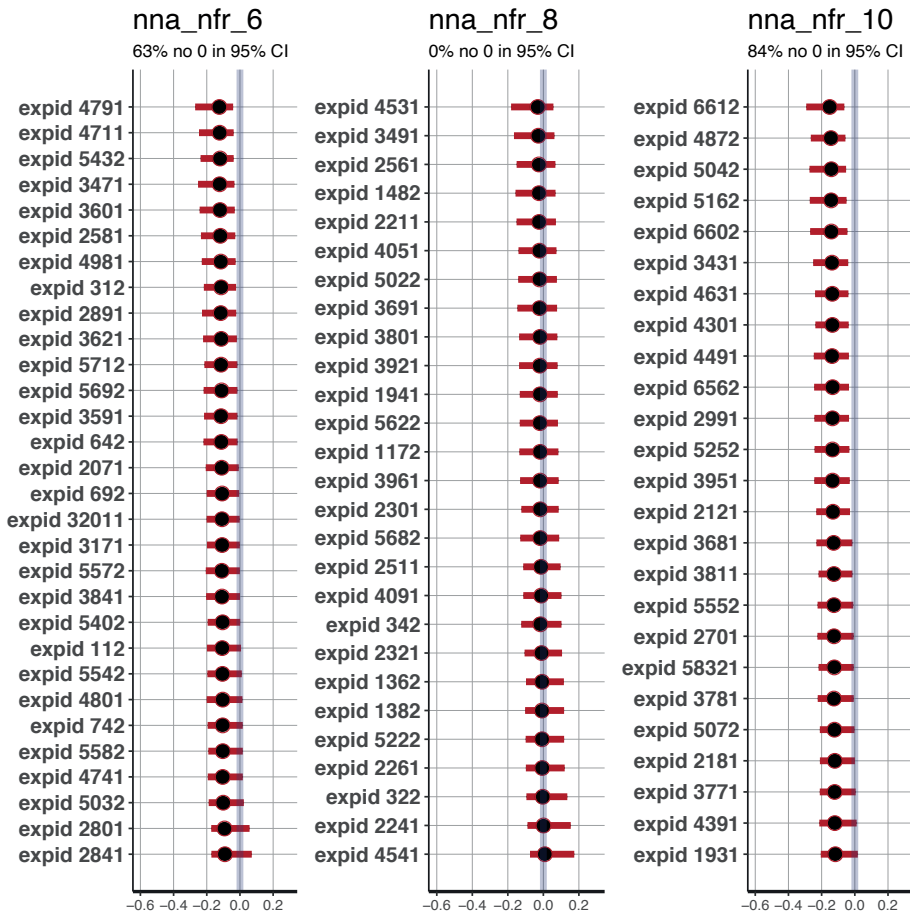 nna_nfr_6
63% no 0 in 95% CI
expid 4791
expid 4711
expid 5432
expid 3471
expid 3601
expid 2581
expid 4981
expid 312
expid 2891
expid 3621
expid 5712
expid 5692
expid 3591
expid 642
expid 2071
expid 692
expid 32011
expid 3171
expid 5572
expid 3841
expid 5402
expid 112
expid 5542
expid 4801
expid 742
expid 5582
expid 4741
expid 5032
expid 2801
expid 2841
−0.6 −0.4 −0.2 0.0 0.2
nna_nfr_8
0% no 0 in 95% CI
expid 4531
expid 3491
expid 2561
expid 1482
expid 2211
expid 4051
expid 5022
expid 3691
expid 3801
expid 3921
expid 1941
expid 5622
expid 1172
expid 3961
expid 2301
expid 5682
expid 2511
expid 4091
expid 342
expid 2321
expid 1362
expid 1382
expid 5222
expid 2261
expid 322
expid 2241
expid 4541
−0.6 −0.4 −0.2 0.0 0.2
nna_nfr_10
84% no 0 in 95% CI
expid 6612
expid 4872
expid 5042
expid 5162
expid 6602
expid 3431
expid 4631
expid 4301
expid 4491
expid 6562
expid 2991
expid 5252
expid 3951
expid 2121
expid 3681
expid 3811
expid 5552
expid 2701
expid 58321
expid 3781
expid 5072
expid 2181
expid 3771
expid 4391
expid 1931
−0.6 −0.4 −0.2 0.0 0.2